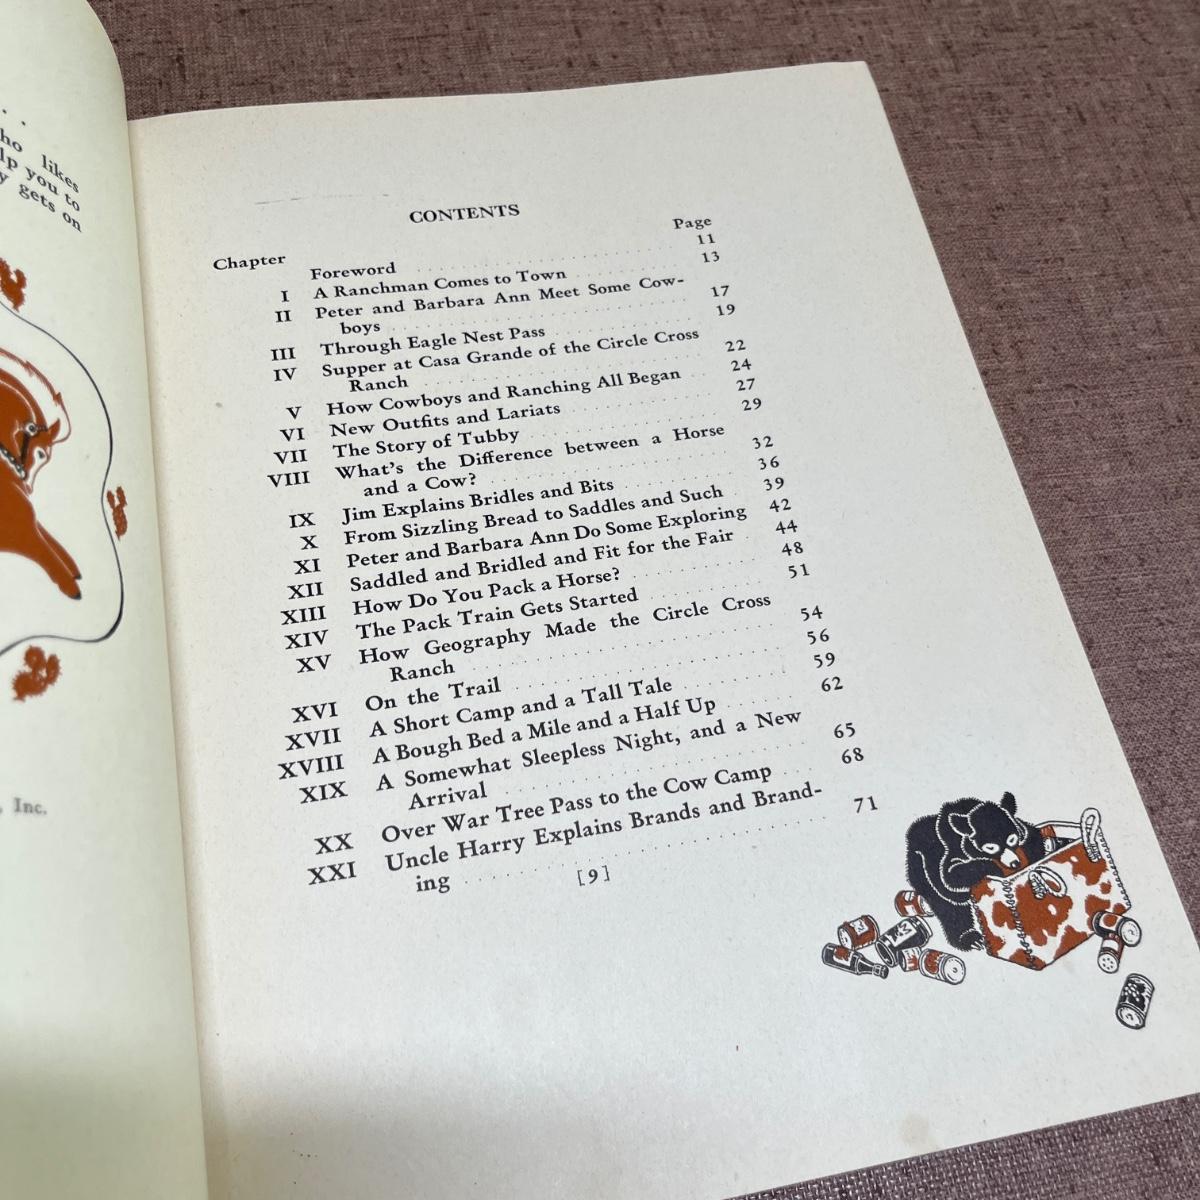 . . .
ho likes
lp you to
y gets on
, Inc.
CONTENTS
Chapter Page
Foreword 11
I A Ranchman Comes to Town 13
II Peter and Barbara Ann Meet Some Cow-
boys 17
III Through Eagle Nest Pass 19
IV Supper at Casa Grande of the Circle Cross
Ranch 22
V How Cowboys and Ranching All Began 24
VI New Outfits and Lariats 27
VII The Story of Tubby 29
VIII What's the Difference between a Horse
and a Cow? 32
IX Jim Explains Bridles and Bits 36
X From Sizzling Bread to Saddles and Such 39
XI Peter and Barbara Ann Do Some Exploring 42
XII Saddled and Bridled and Fit for the Fair 44
XIII How Do You Pack a Horse? 48
XIV The Pack Train Gets Started 51
XV How Geography Made the Circle Cross
Ranch 54
XVI On the Trail 56
XVII A Short Camp and a Tall Tale 59
XVIII A Bough Bed a Mile and a Half Up 62
XIX A Somewhat Sleepless Night, and a New
Arrival 65
XX Over War Tree Pass to the Cow Camp 68
XXI Uncle Harry Explains Brands and Brand-
ing 71
[9]